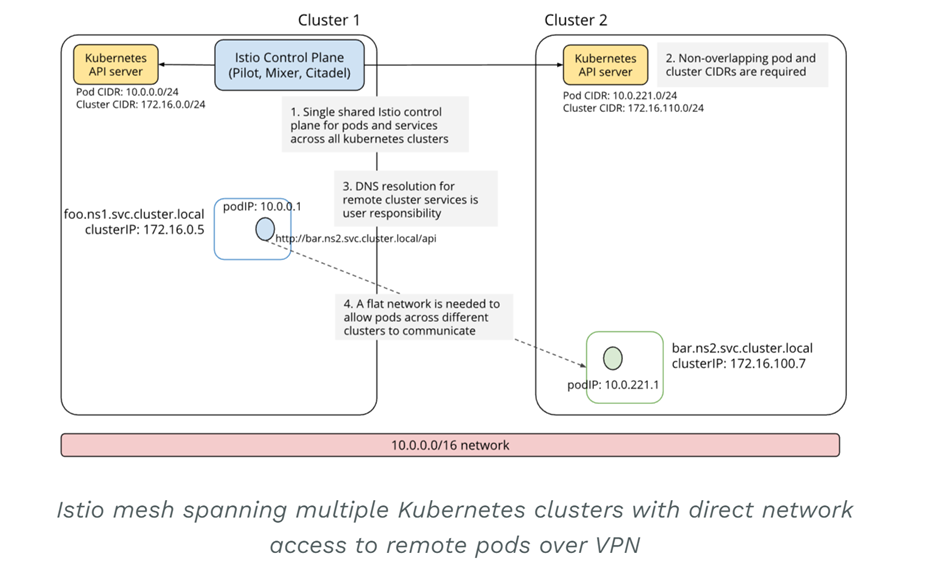 Cluster 1
Cluster 2
Kubernetes
API server
Istio Control Plane
(Pilot, Mixer, Citadel)
Kubernetes
API server
2. Non-overlapping pod and
cluster CIDRs are required
Pod CIDR: 10.0.0.0/24
Cluster CIDR: 172.16.0.0/24
Pod CIDR: 10.0.221.0/24
Cluster CIDR: 172.16.110.0/24
1. Single shared Istio control
plane for pods and services
across all kubernetes clusters
3. DNS resolution for
remote cluster services is
user responsibility
foo.ns1.svc.cluster.local
clusterIP: 172.16.0.5
podIP: 10.0.0.1
http://bar.ns2.svc.cluster.local/api
4. A flat network is needed to
allow pods across different
clusters to communicate
bar.ns2.svc.cluster.local
clusterIP: 172.16.100.7
podIP: 10.0.221.1
10.0.0.0/16 network
Istio mesh spanning multiple Kubernetes clusters with direct network
access to remote pods over VPN